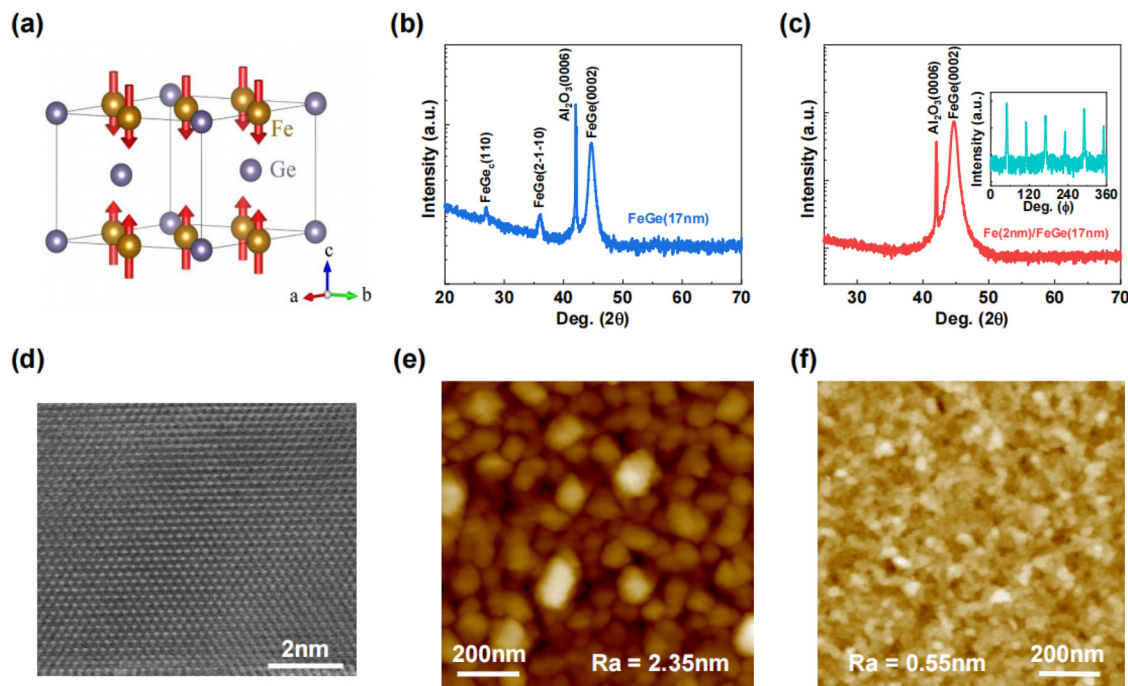 (a)
Fe
Ge
c
a
b
(b)
Intensity (a.u.)
FeGe_c(110)
FeGe(2-1-10)
Al₂O₃(0006)
FeGe(0002)
FeGe(17nm)
20 30 40 50 60 70
Deg. (2θ)
(c)
Intensity (a.u.)
Al₂O₃(0006)
FeGe(0002)
Intensity (a.u.)
0 120 240 360
Deg. (ϕ)
Fe(2nm)/FeGe(17nm)
30 40 50 60 70
Deg. (2θ)
(d)
2nm
(e)
200nm
Ra = 2.35nm
(f)
Ra = 0.55nm
200nm